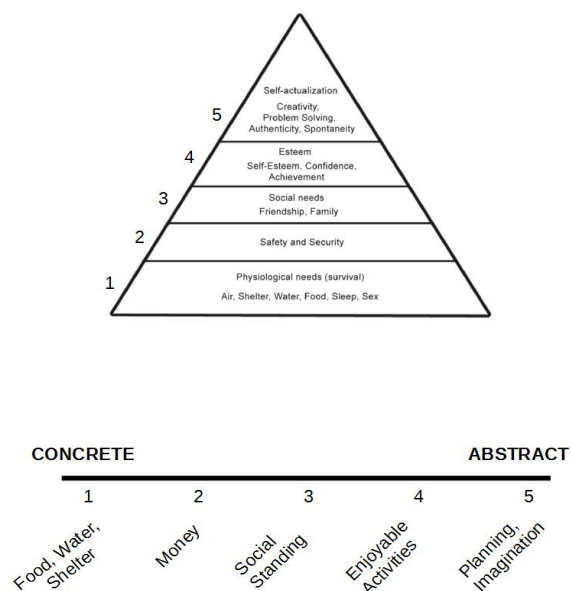 Self-actualization
Creativity,
Problem Solving,
Authenticity, Spontaneity
5
Esteem
Self-Esteem, Confidence,
Achievement
4
Social needs
Friendship, Family
3
Safety and Security
2
Physiological needs (survival)
Air, Shelter, Water, Food, Sleep, Sex
1
CONCRETE ABSTRACT
1 2 3 4 5
Food, Water,
Shelter
Money
Social
Standing
Enjoyable
Activities
Planning,
Imagination